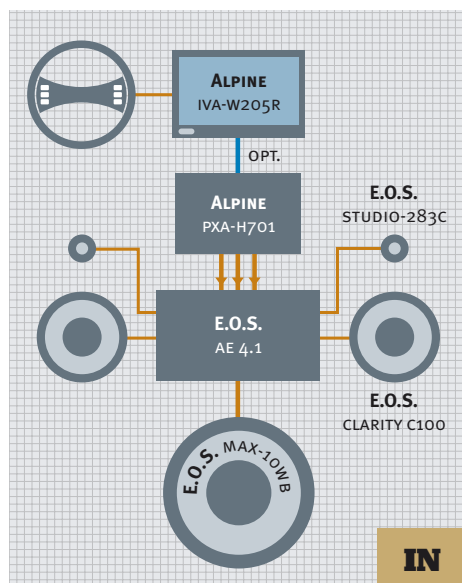 ALPINE
IVA-W205R
OPT.
ALPINE
PXA-H701
E.O.S.
STUDIO-283C
E.O.S.
AE 4.1
E.O.S.
CLARITY C100
E.O.S. MAX-10WB
IN